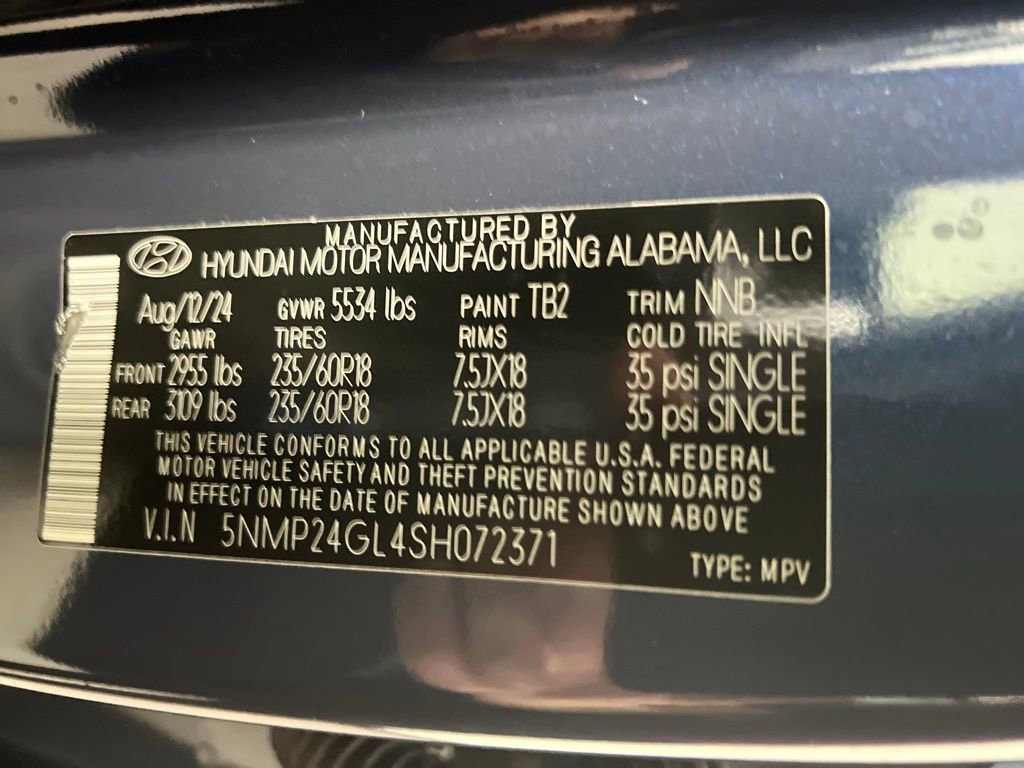 MANUFACTURED BY
HYUNDAI MOTOR MANUFACTURING ALABAMA, LLC
Aug/12/24 GVWR 5534 lbs PAINT TB2 TRIM NNB
GAWR TIRES RIMS COLD TIRE INFL
FRONT 2955 lbs 235/60R18 7.5JX18 35 psi SINGLE
REAR 3109 lbs 235/60R18 7.5JX18 35 psi SINGLE
THIS VEHICLE CONFORMS TO ALL APPLICABLE U.S.A. FEDERAL
MOTOR VEHICLE SAFETY AND THEFT PREVENTION STANDARDS
IN EFFECT ON THE DATE OF MANUFACTURE SHOWN ABOVE
V.I.N 5NMP24GL4SH072371
TYPE: MPV